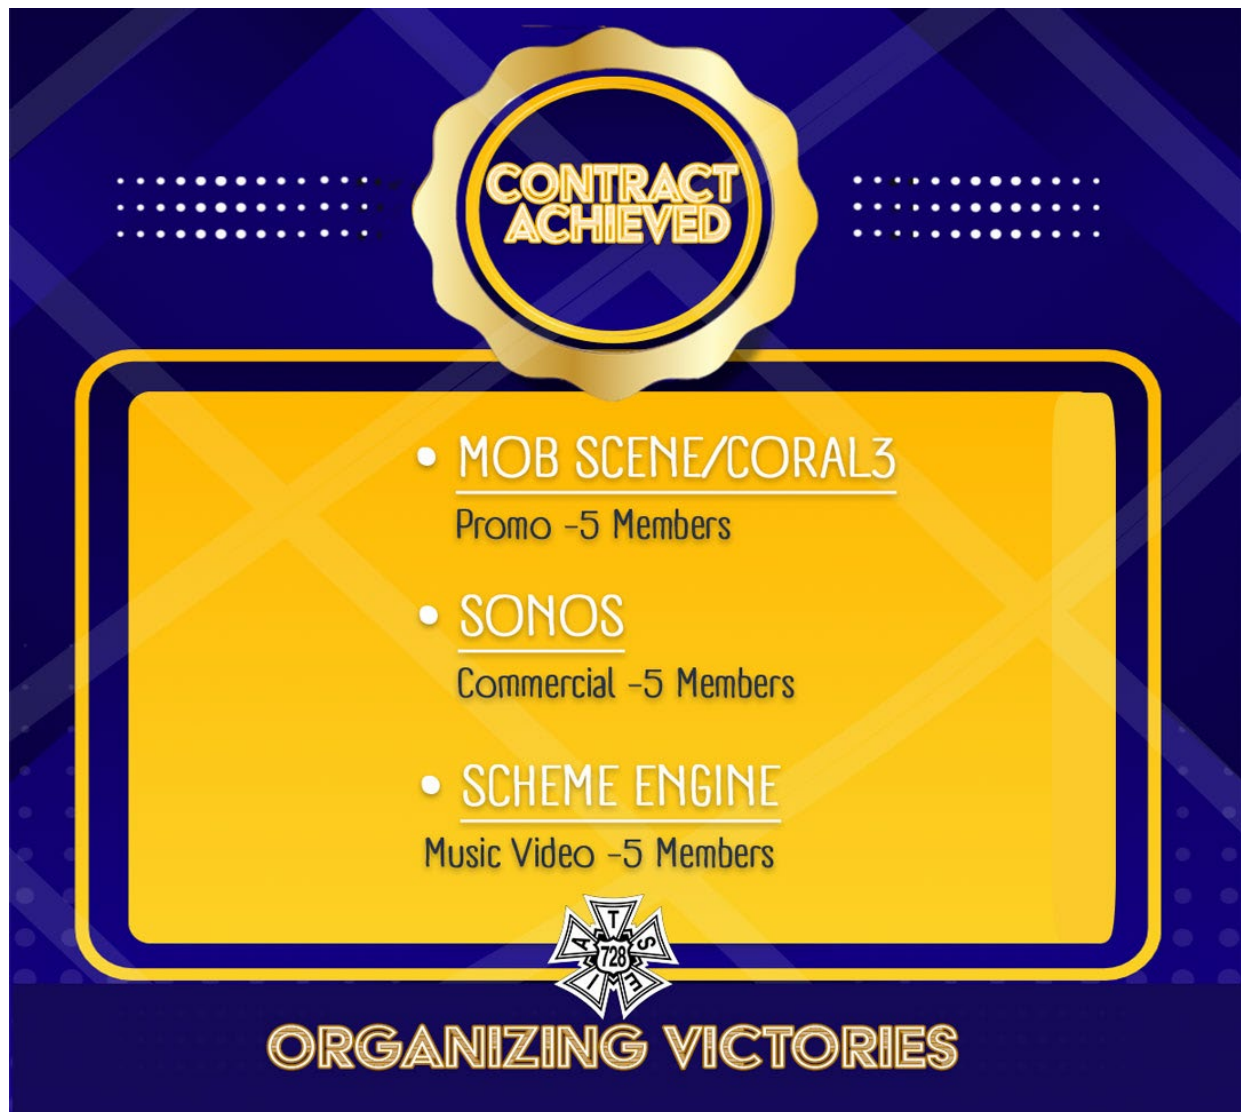 CONTRACT
ACHIEVED
• MOB SCENE/CORAL3
Promo -5 Members
• SONOS
Commercial -5 Members
• SCHEME ENGINE
Music Video -5 Members
I A T S E
728
ORGANIZING VICTORIES